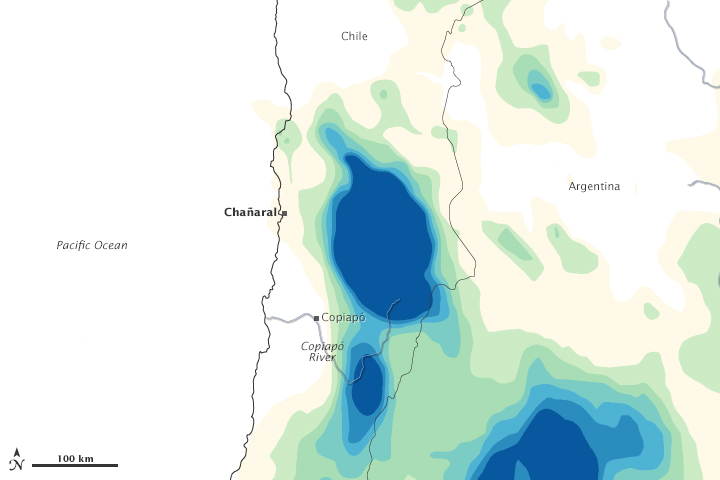 Chile
Argentina
Chañaral
Pacific Ocean
Copiapó
Copiapó
River
100 km
N